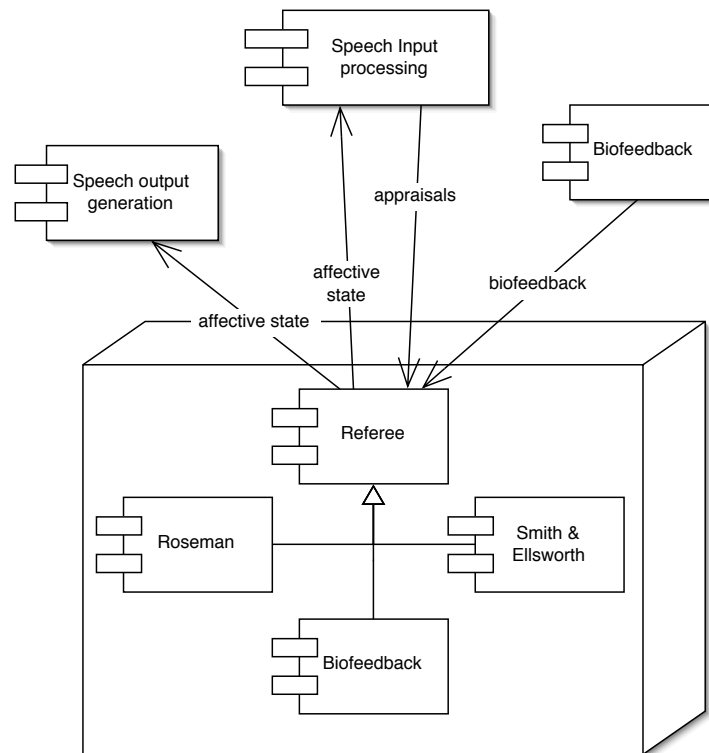 Speech Input
processing
Biofeedback
Speech output
generation
appraisals
affective
state
biofeedback
affective state
Referee
Roseman
Smith &
Ellsworth
Biofeedback